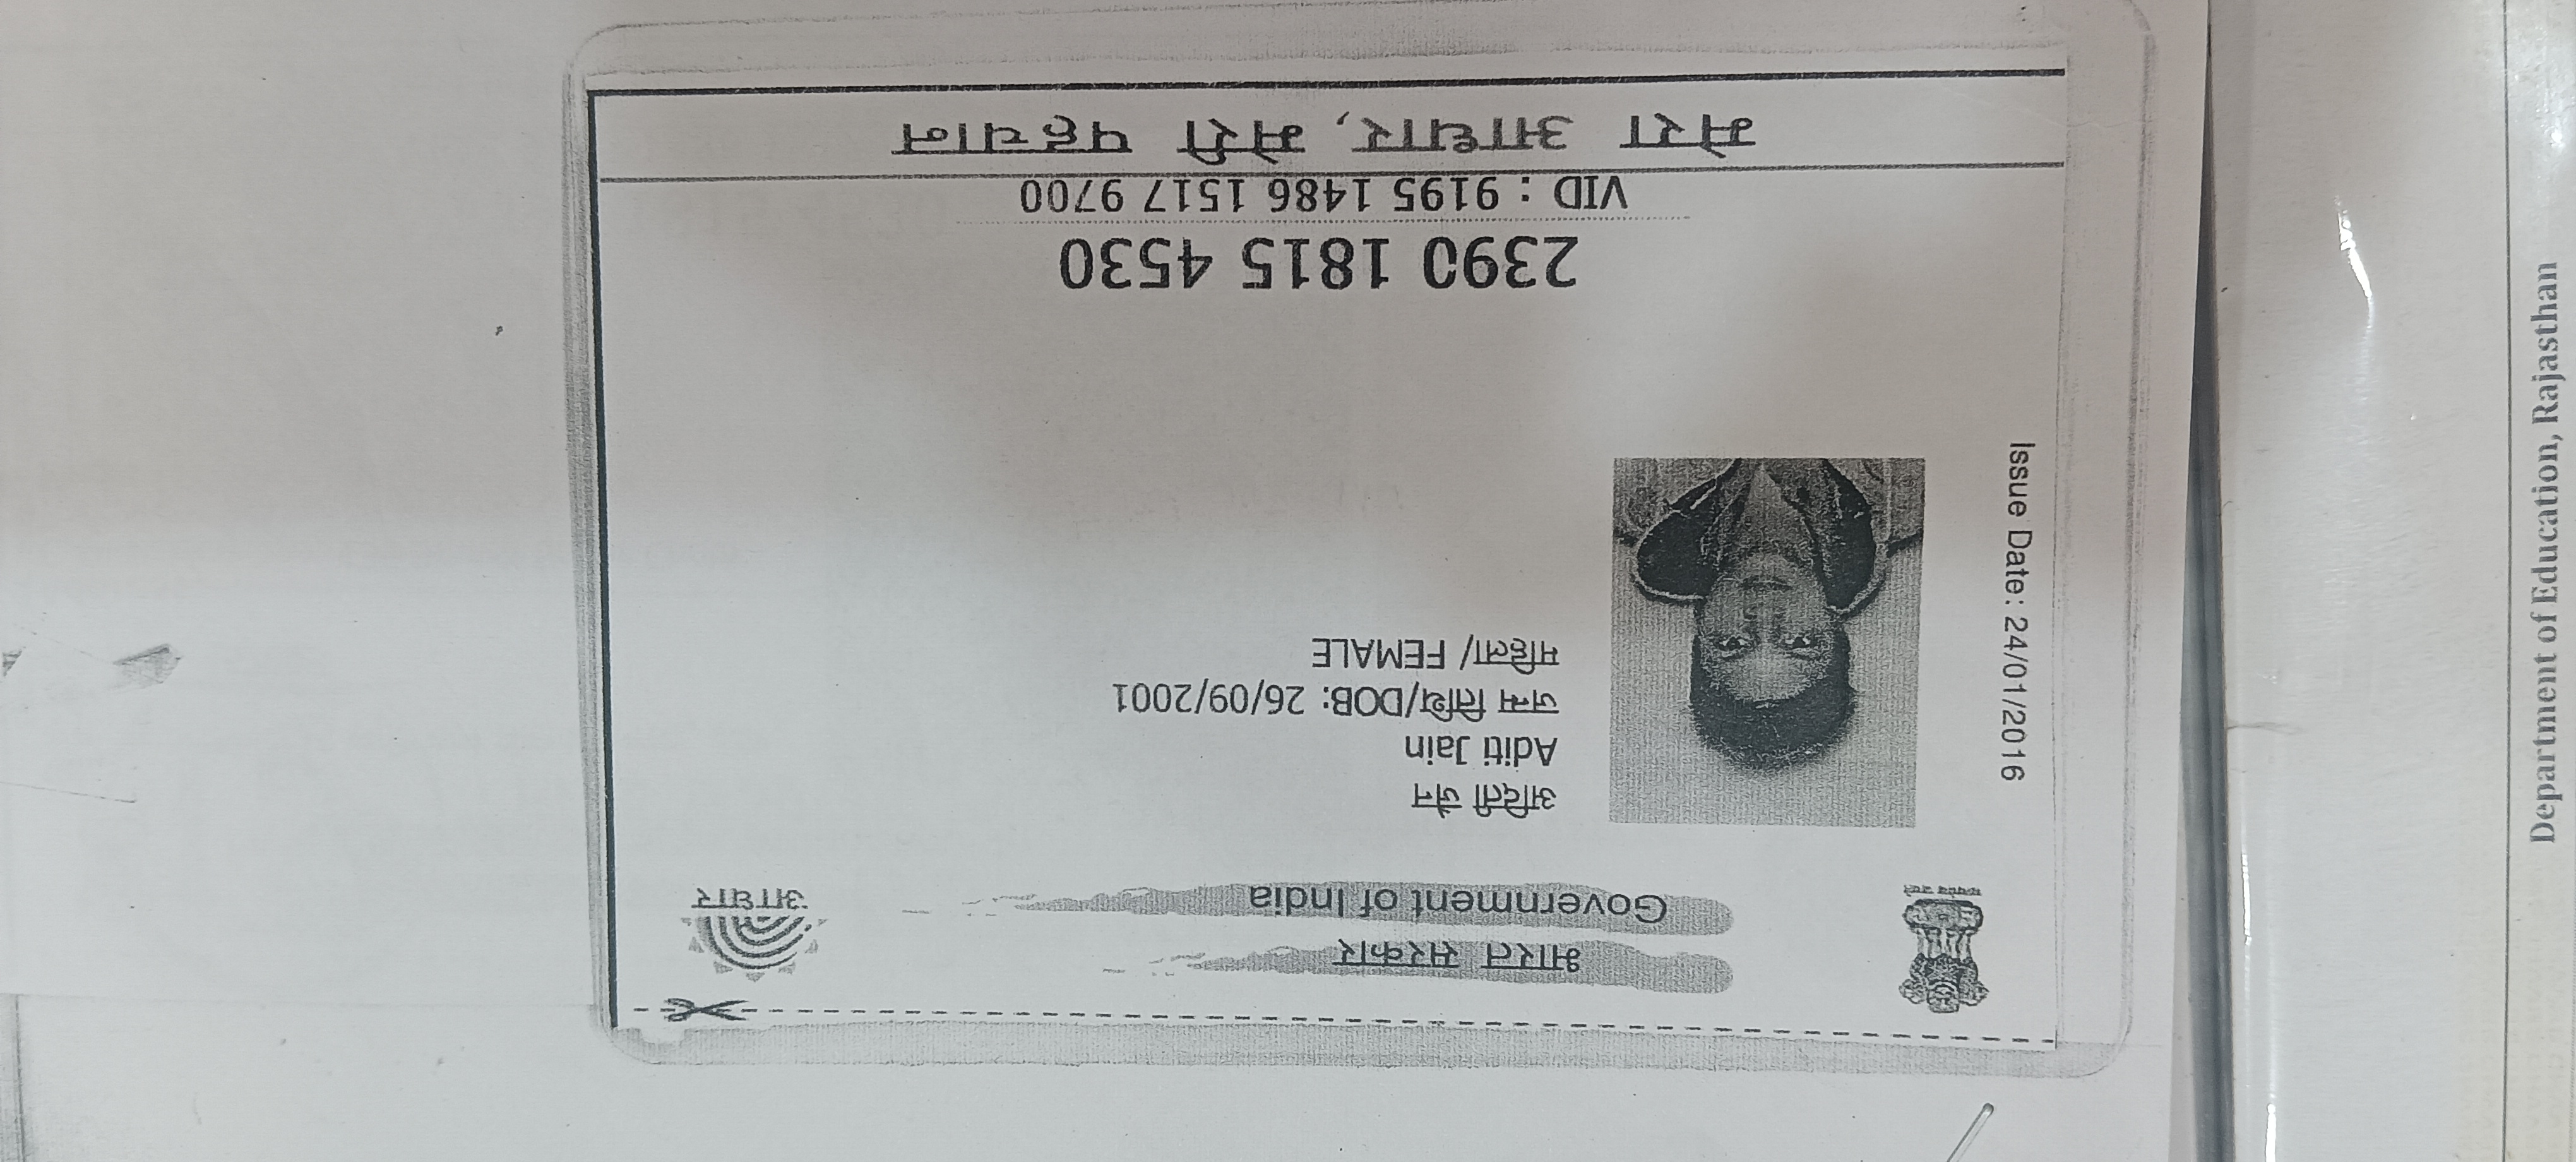 भारत सरकार
Government of India
आधार
Issue Date: 24/01/2016
अदिती जैन
Aditi Jain
जन्म तिथि/DOB: 26/09/2001
महिला/ FEMALE
2390 1815 4530
VID : 9195 1486 1517 9700
मेरा आधार, मेरी पहचान
Department of Education, Rajasthan